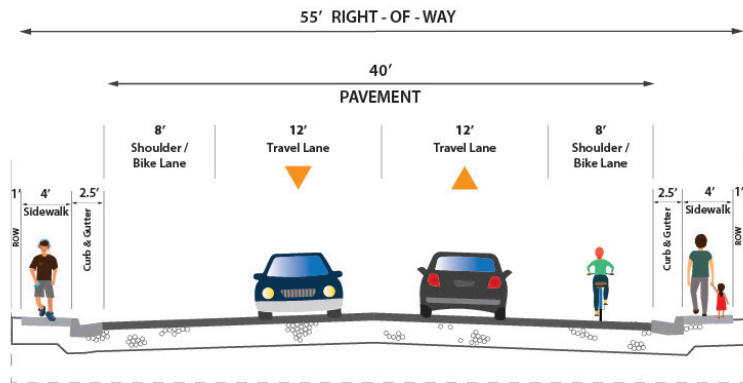 55’ RIGHT - OF - WAY
40’
PAVEMENT
8’
Shoulder /
Bike Lane
12’
Travel Lane
12’
Travel Lane
8’
Shoulder /
Bike Lane
1’
ROW
4’
Sidewalk
2.5’
Curb & Gutter
2.5’
Curb & Gutter
4’
Sidewalk
1’
ROW